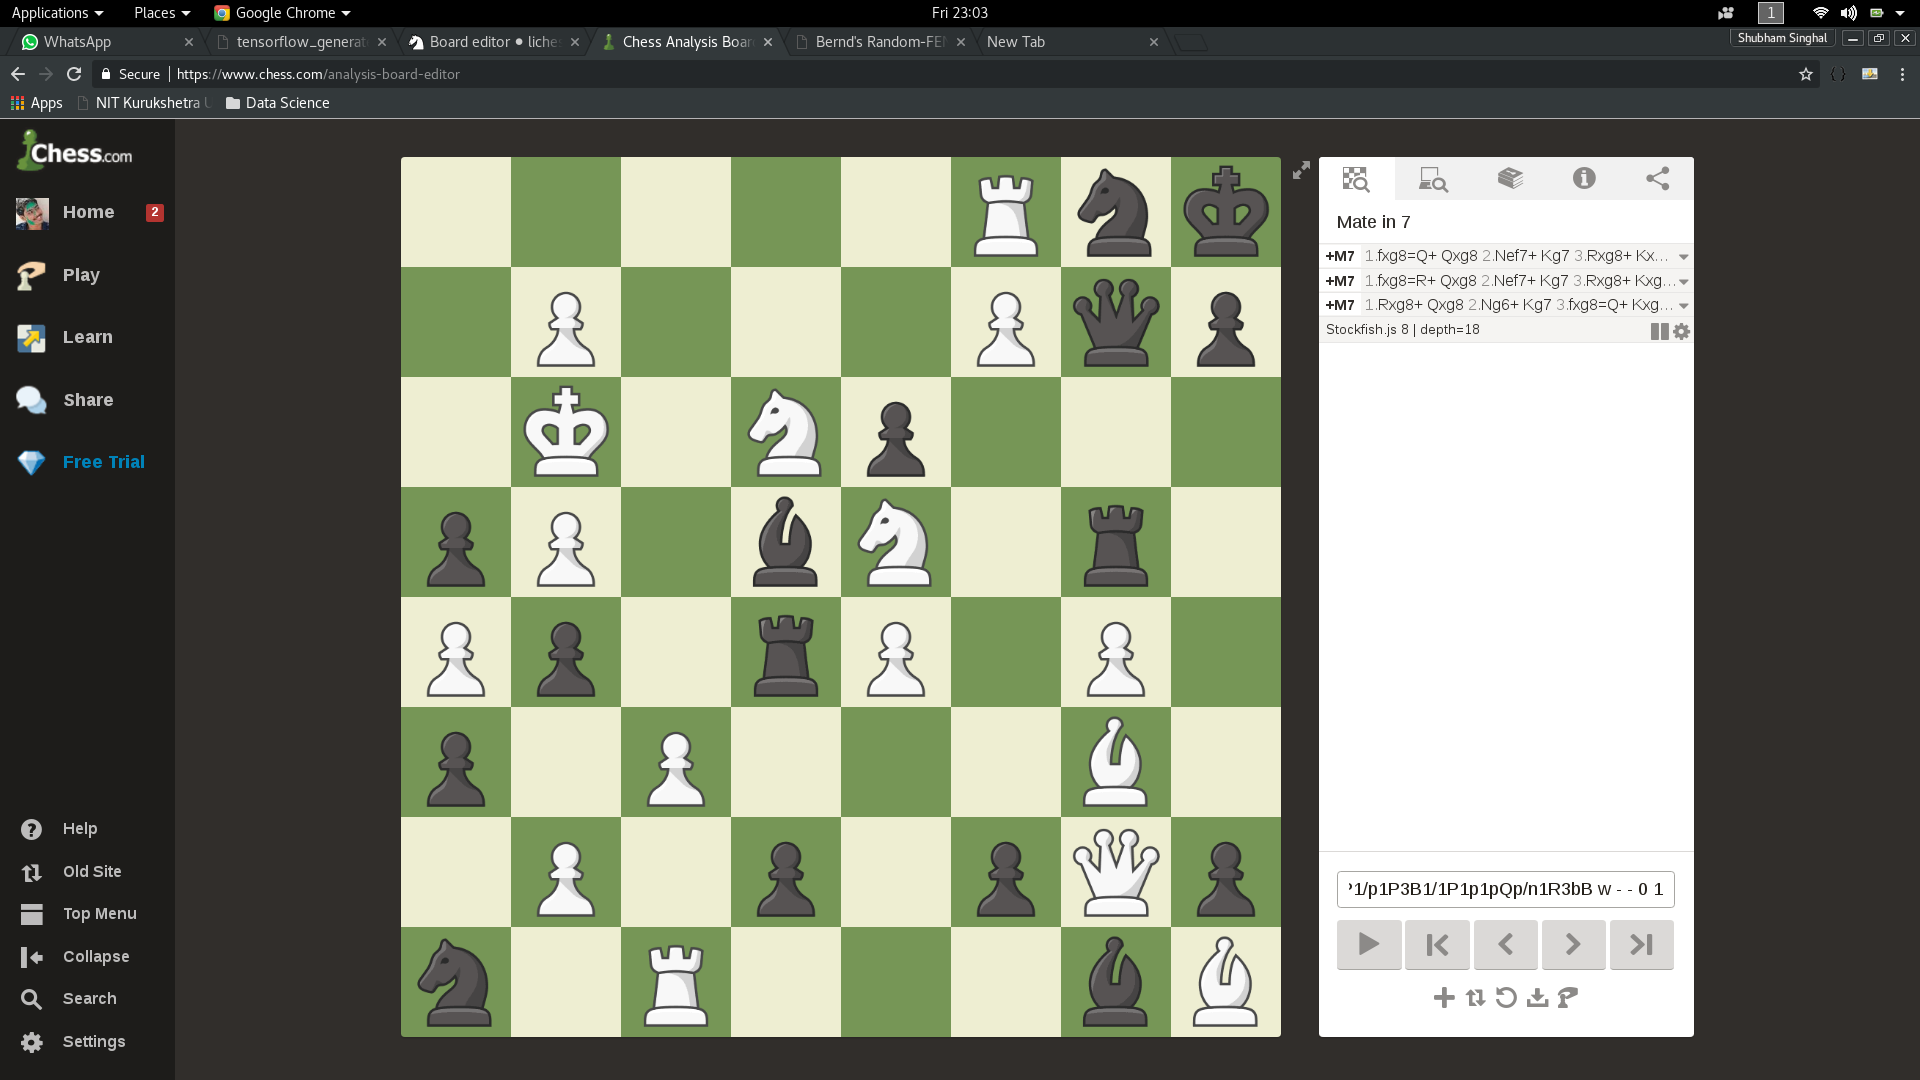 Applications Places Google Chrome Fri 23:03 1
WhatsApp tensorflow_generat Board editor • liche Chess Analysis Boar Bernd's Random-FEN New Tab Shubham Singhal
Secure https://www.chess.com/analysis-board-editor
Apps NIT Kurukshetra U Data Science
Chess.com
Home 2
Play
Learn
Share
Free Trial
Help
Old Site
Top Menu
Collapse
Search
Settings
Mate in 7
+M7 1.fxg8=Q+ Qxg8 2.Nef7+ Kg7 3.Rxg8+ Kx...
+M7 1.fxg8=R+ Qxg8 2.Nef7+ Kg7 3.Rxg8+ Kxg...
+M7 1.Rxg8+ Qxg8 2.Ng6+ Kg7 3.fxg8=Q+ Kxg...
Stockfish.js 8 | depth=18
P1/p1P3B1/1P1p1pQp/n1R3bB w - - 0 1